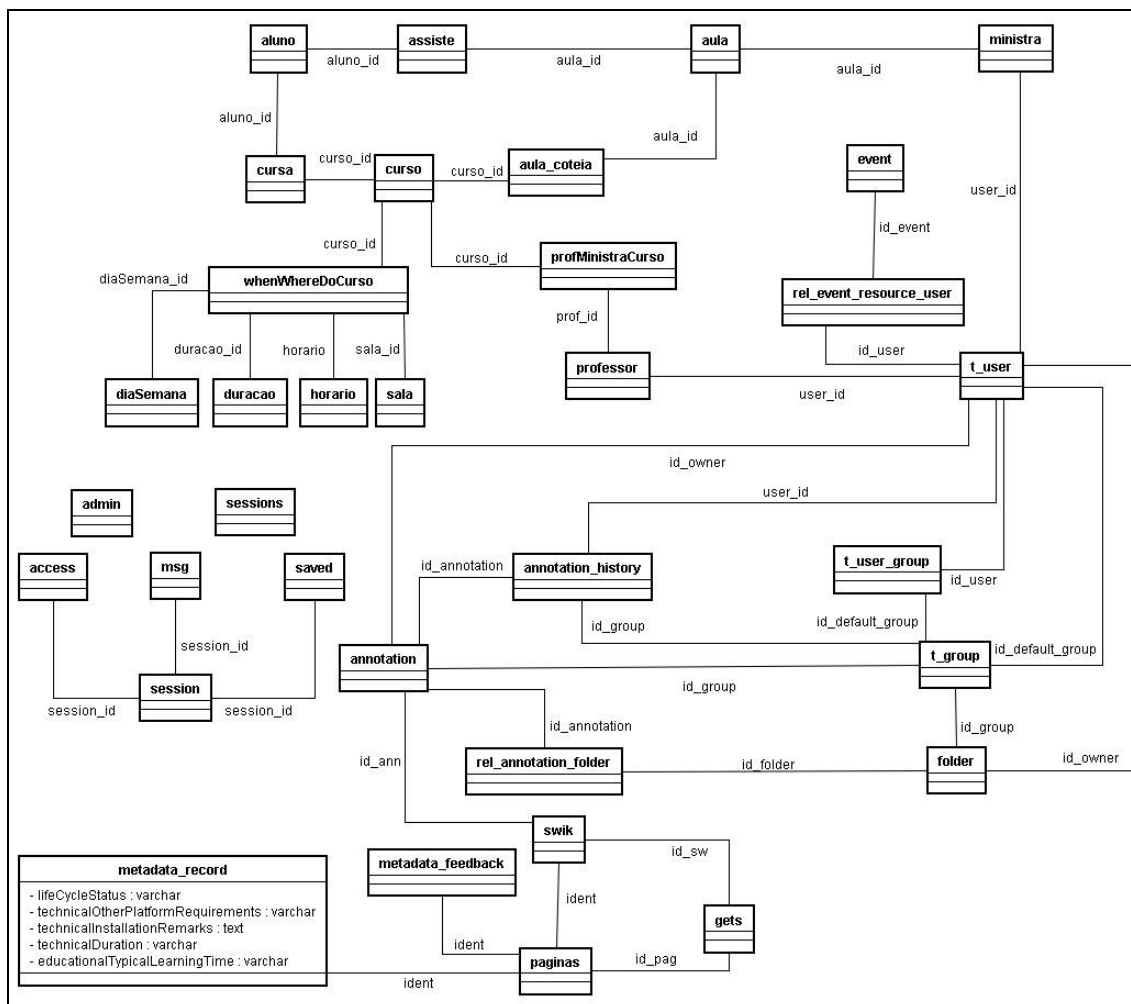 aluno
assiste
aula
ministra
aluno_id
aula_id
aula_id
aluno_id
aula_id
event
curso_id
cursa
curso
curso_id
aula_coteia
user_id
id_event
curso_id
curso_id
profMinistraCurso
diaSemana_id
whenWhereDoCurso
rel_event_resource_user
prof_id
duracao_id
horario
sala_id
id_user
professor
t_user
diaSemana
duracao
horario
sala
user_id
id_owner
admin
sessions
user_id
access
msg
saved
id_annotation
annotation_history
t_user_group
id_user
id_group
id_default_group
session_id
annotation
t_group
id_default_group
session
id_group
session_id
session_id
id_annotation
id_group
id_ann
rel_annotation_folder
id_folder
folder
id_owner
swik
metadata_feedback
id_sw
metadata_record
- lifeCycleStatus : varchar
- technicalOtherPlatformRequirements : varchar
- technicalInstallationRemarks : text
- technicalDuration : varchar
- educationalTypicalLearningTime : varchar
ident
gets
ident
paginas
id_pag
ident